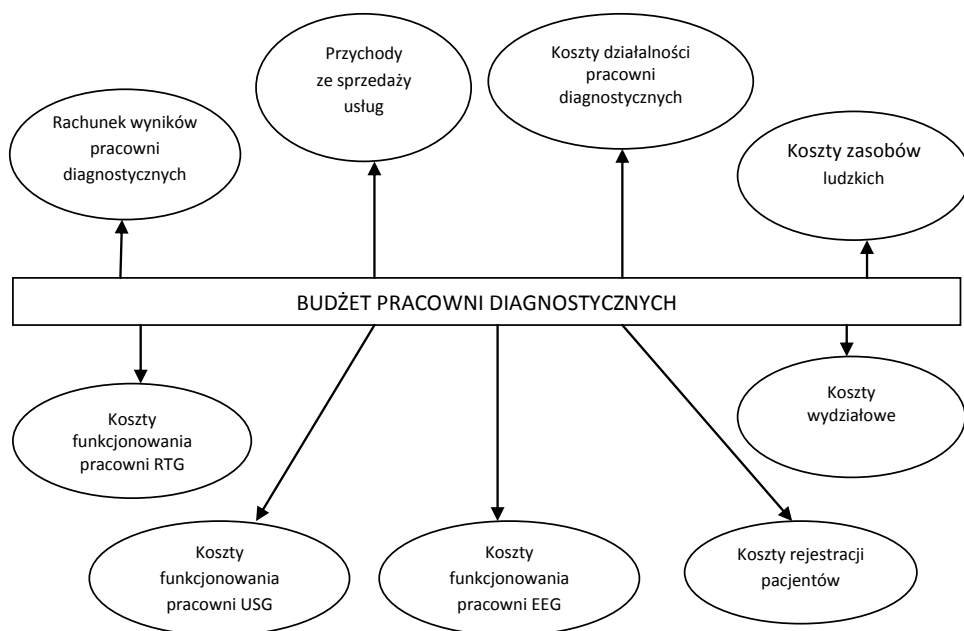 Przychody
ze sprzedaży
usług
Koszty działalności
pracowni
diagnostycznych
Rachunek wyników
pracowni
diagnostycznych
Koszty zasobów
ludzkich
BUDŻET PRACOWNI DIAGNOSTYCZNYCH
Koszty
funkcjonowania
pracowni RTG
Koszty
wydziałowe
Koszty
funkcjonowania
pracowni USG
Koszty
funkcjonowania
pracowni EEG
Koszty rejestracji
pacjentów